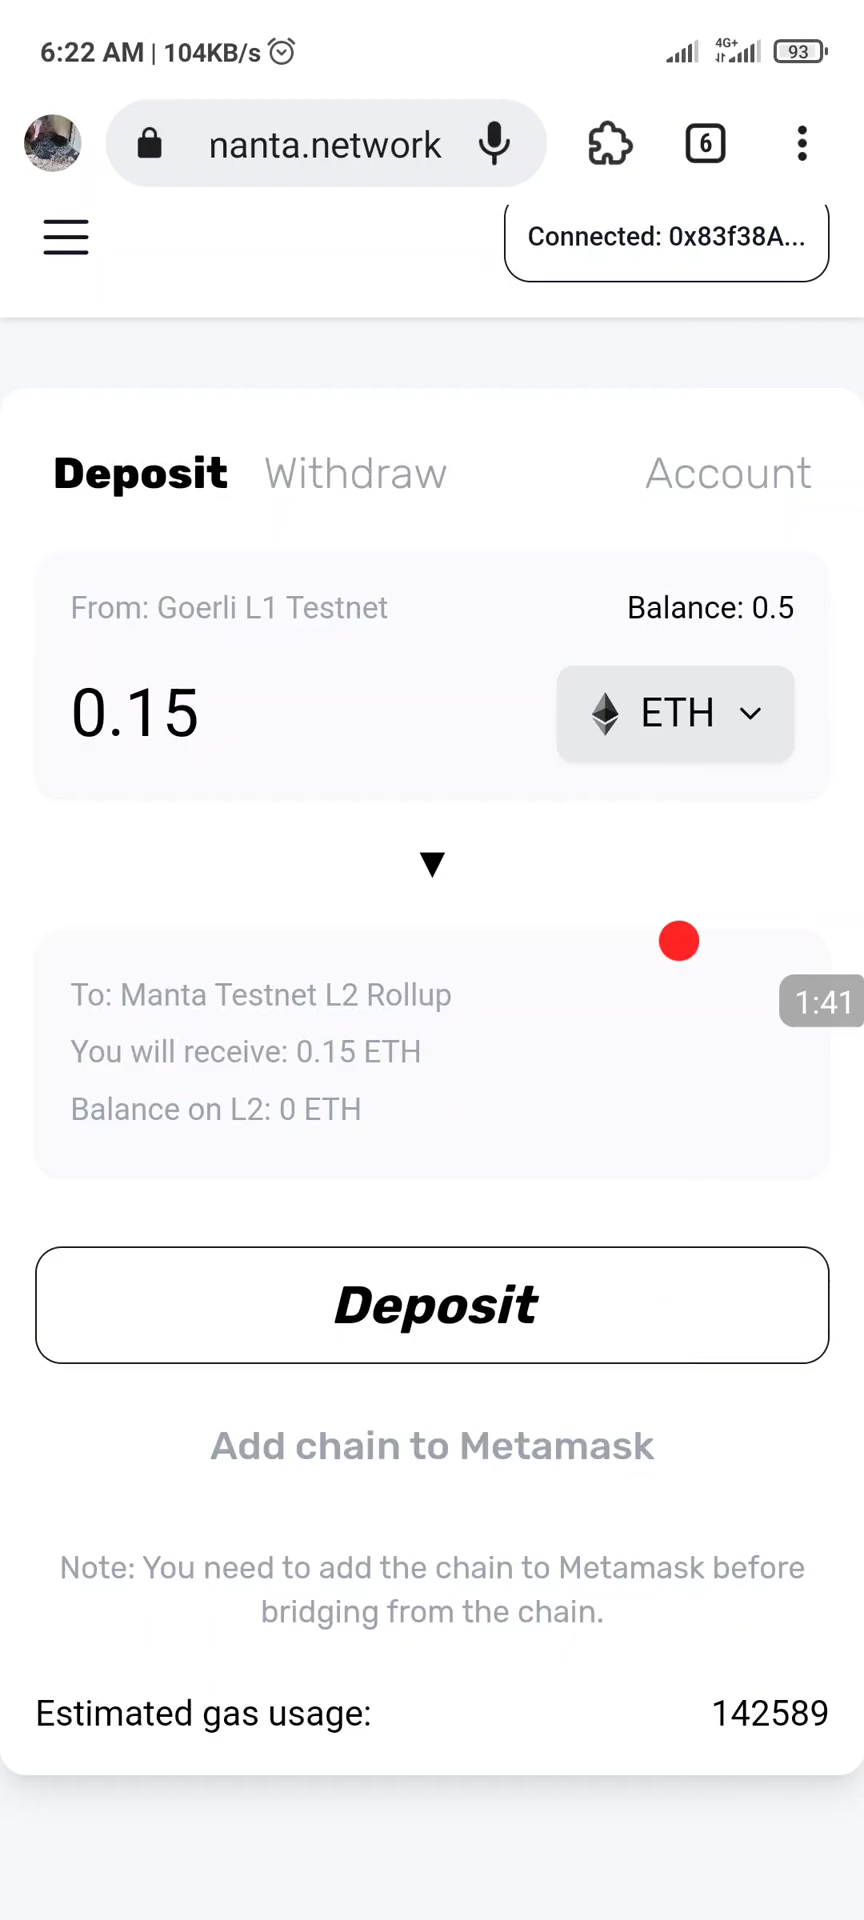 6:22 AM | 104KB/s
4G+
93
nanta.network
6
Connected: 0x83f38A...
Deposit Withdraw Account
From: Goerli L1 Testnet Balance: 0.5
0.15 ETH
To: Manta Testnet L2 Rollup
1:41
You will receive: 0.15 ETH
Balance on L2: 0 ETH
Deposit
Add chain to Metamask
Note: You need to add the chain to Metamask before
bridging from the chain.
Estimated gas usage: 142589